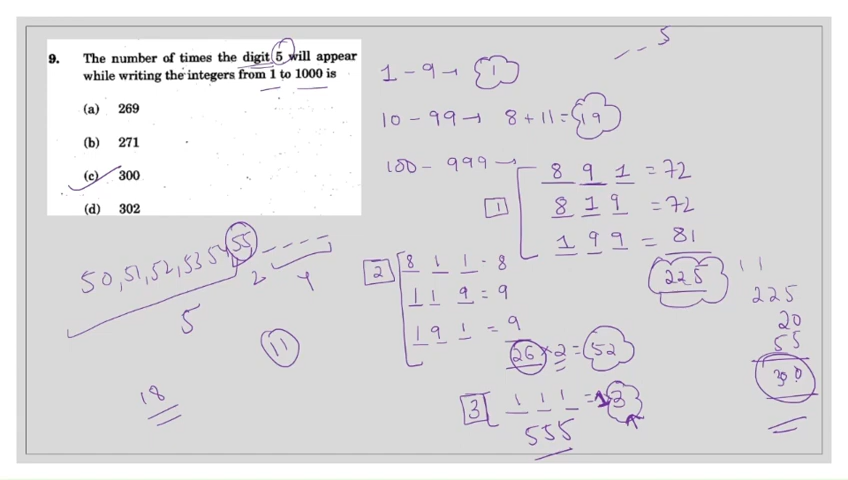 9. The number of times the digit 5 will appear
while writing the integers from 1 to 1000 is
(a) 269
(b) 271
(c) 300
(d) 302
5
1 - 9 → 1
10 - 99 → 8 + 11 = 19
100 - 999 →
1
8 9 1 = 72
8 1 9 = 72
1 9 9 = 81
225
2
8 1 1 - 8
1 1 9 = 9
1 9 1 = 9
26 × 2 = 52
3
1 1 1 = 3
555
50, 51, 52, 53 54, 55
5
2
4
11
18
1 1
225
20
55
300